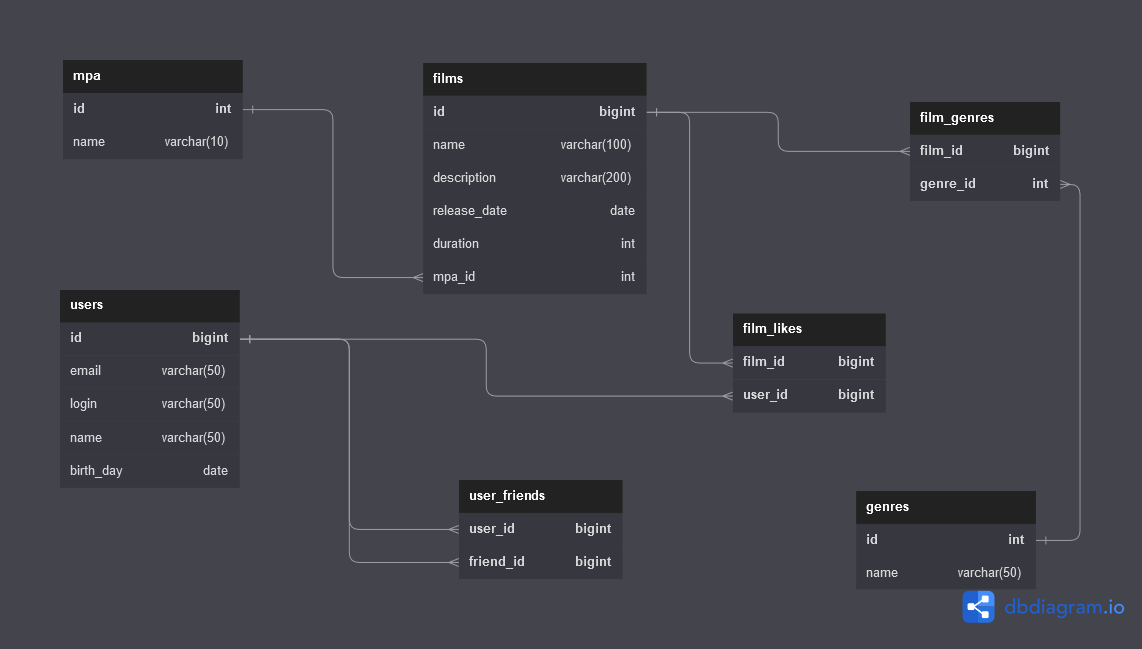 mpa
id int
name varchar(10)
films
id bigint
name varchar(100)
description varchar(200)
release_date date
duration int
mpa_id int
film_genres
film_id bigint
genre_id int
users
id bigint
email varchar(50)
login varchar(50)
name varchar(50)
birth_day date
film_likes
film_id bigint
user_id bigint
user_friends
user_id bigint
friend_id bigint
genres
id int
name varchar(50)
dbdiagram.io